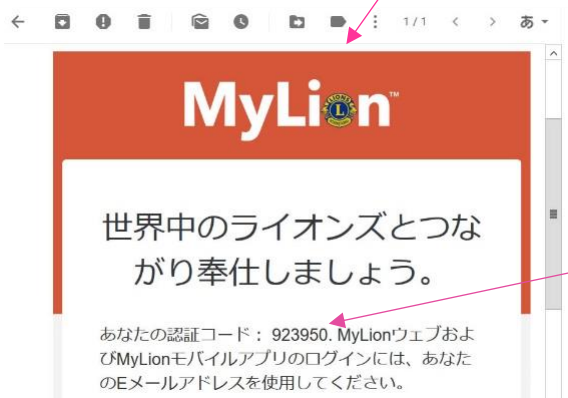 1/1 < > あ
MyLion™
世界中のライオンズとつな
がり奉仕しましょう。
あなたの認証コード： 923950. MyLionウェブおよ
びMyLionモバイルアプリのログインには、あなた
のEメールアドレスを使用してください。